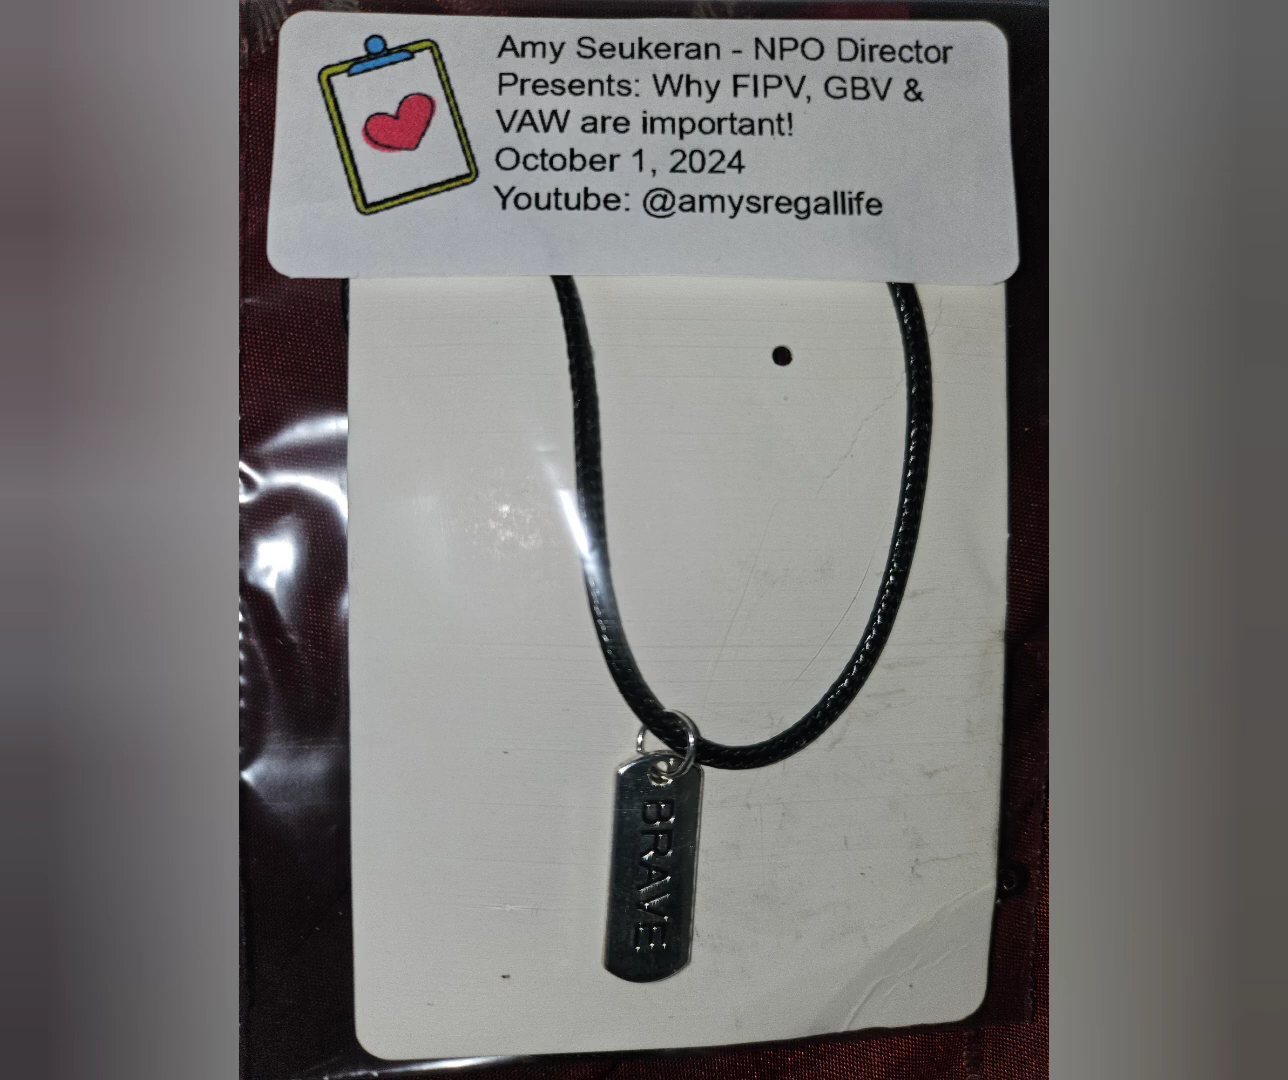 Amy Seukeran - NPO Director
Presents: Why FIPV, GBV &
VAW are important!
October 1, 2024
Youtube: @amysregallife
BRAVE